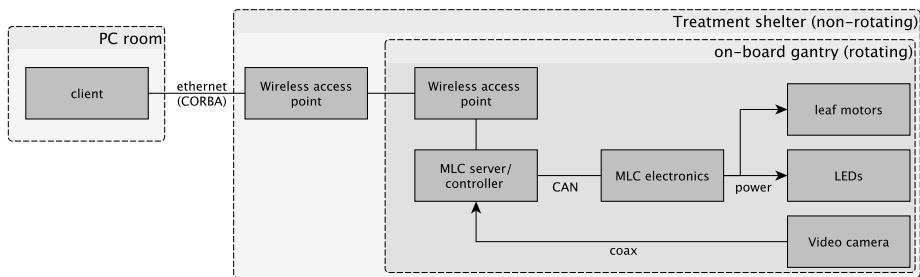 Treatment shelter (non-rotating)
PC room
on-board gantry (rotating)
client
ethernet
(CORBA)
Wireless access
point
Wireless access
point
leaf motors
MLC server/
controller
CAN
MLC electronics
power
LEDs
Video camera
coax